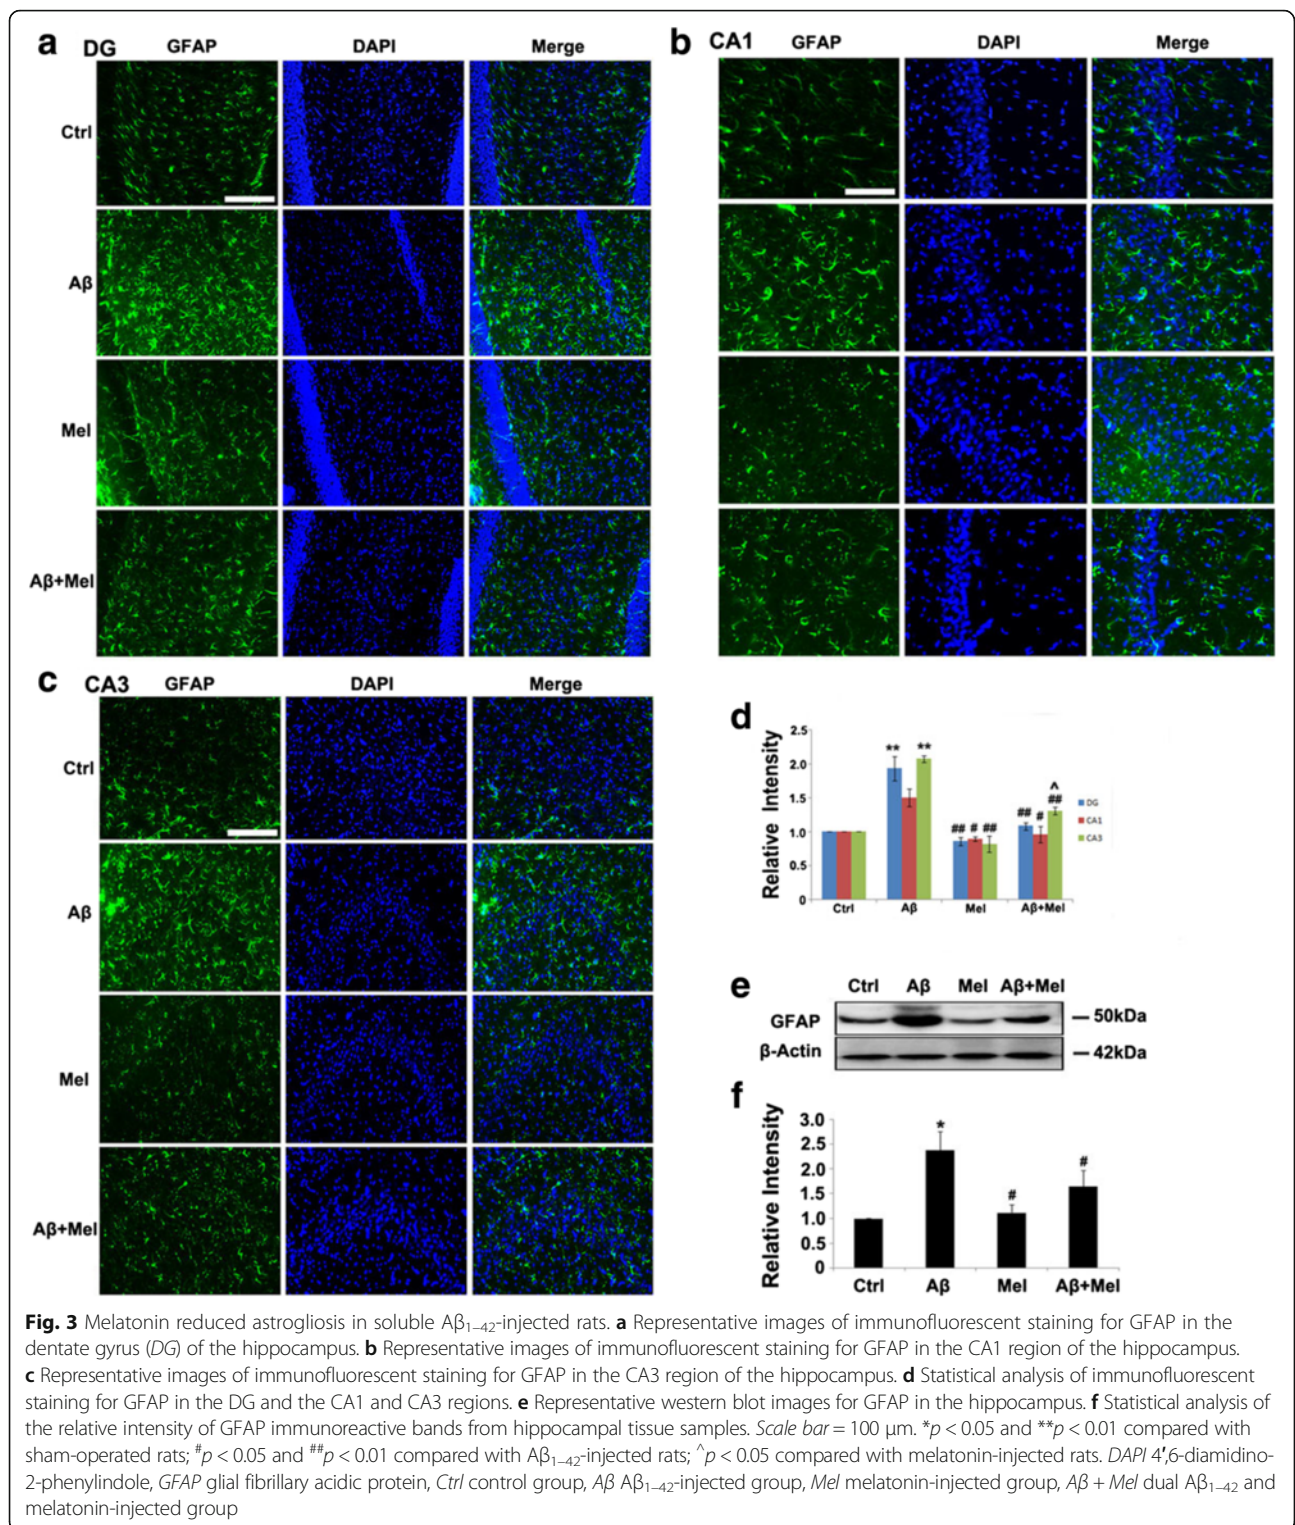 a DG GFAP DAPI Merge
Ctrl
Aβ
Mel
Aβ+Mel
b CA1 GFAP DAPI Merge
c CA3 GFAP DAPI Merge
Ctrl
Aβ
Mel
Aβ+Mel
d
Relative Intensity
2.5
2.0
1.5
1.0
0.5
0
** **
## # ##
## # ##
^
Ctrl Aβ Mel Aβ+Mel
DG
CA1
CA3
e Ctrl Aβ Mel Aβ+Mel
GFAP — 50kDa
β-Actin — 42kDa
f
Relative Intensity
3.0
2.5
2.0
1.5
1.0
0.5
0
*
#
#
Ctrl Aβ Mel Aβ+Mel
Fig. 3 Melatonin reduced astrogliosis in soluble Aβ1–42-injected rats. a Representative images of immunofluorescent staining for GFAP in the
dentate gyrus (DG) of the hippocampus. b Representative images of immunofluorescent staining for GFAP in the CA1 region of the hippocampus.
c Representative images of immunofluorescent staining for GFAP in the CA3 region of the hippocampus. d Statistical analysis of immunofluorescent
staining for GFAP in the DG and the CA1 and CA3 regions. e Representative western blot images for GFAP in the hippocampus. f Statistical analysis of
the relative intensity of GFAP immunoreactive bands from hippocampal tissue samples. Scale bar = 100 μm. *p < 0.05 and **p < 0.01 compared with
sham-operated rats; #p < 0.05 and ##p < 0.01 compared with Aβ1–42-injected rats; ^p < 0.05 compared with melatonin-injected rats. DAPI 4′,6-diamidino-
2-phenylindole, GFAP glial fibrillary acidic protein, Ctrl control group, Aβ Aβ1–42-injected group, Mel melatonin-injected group, Aβ + Mel dual Aβ1–42 and
melatonin-injected group